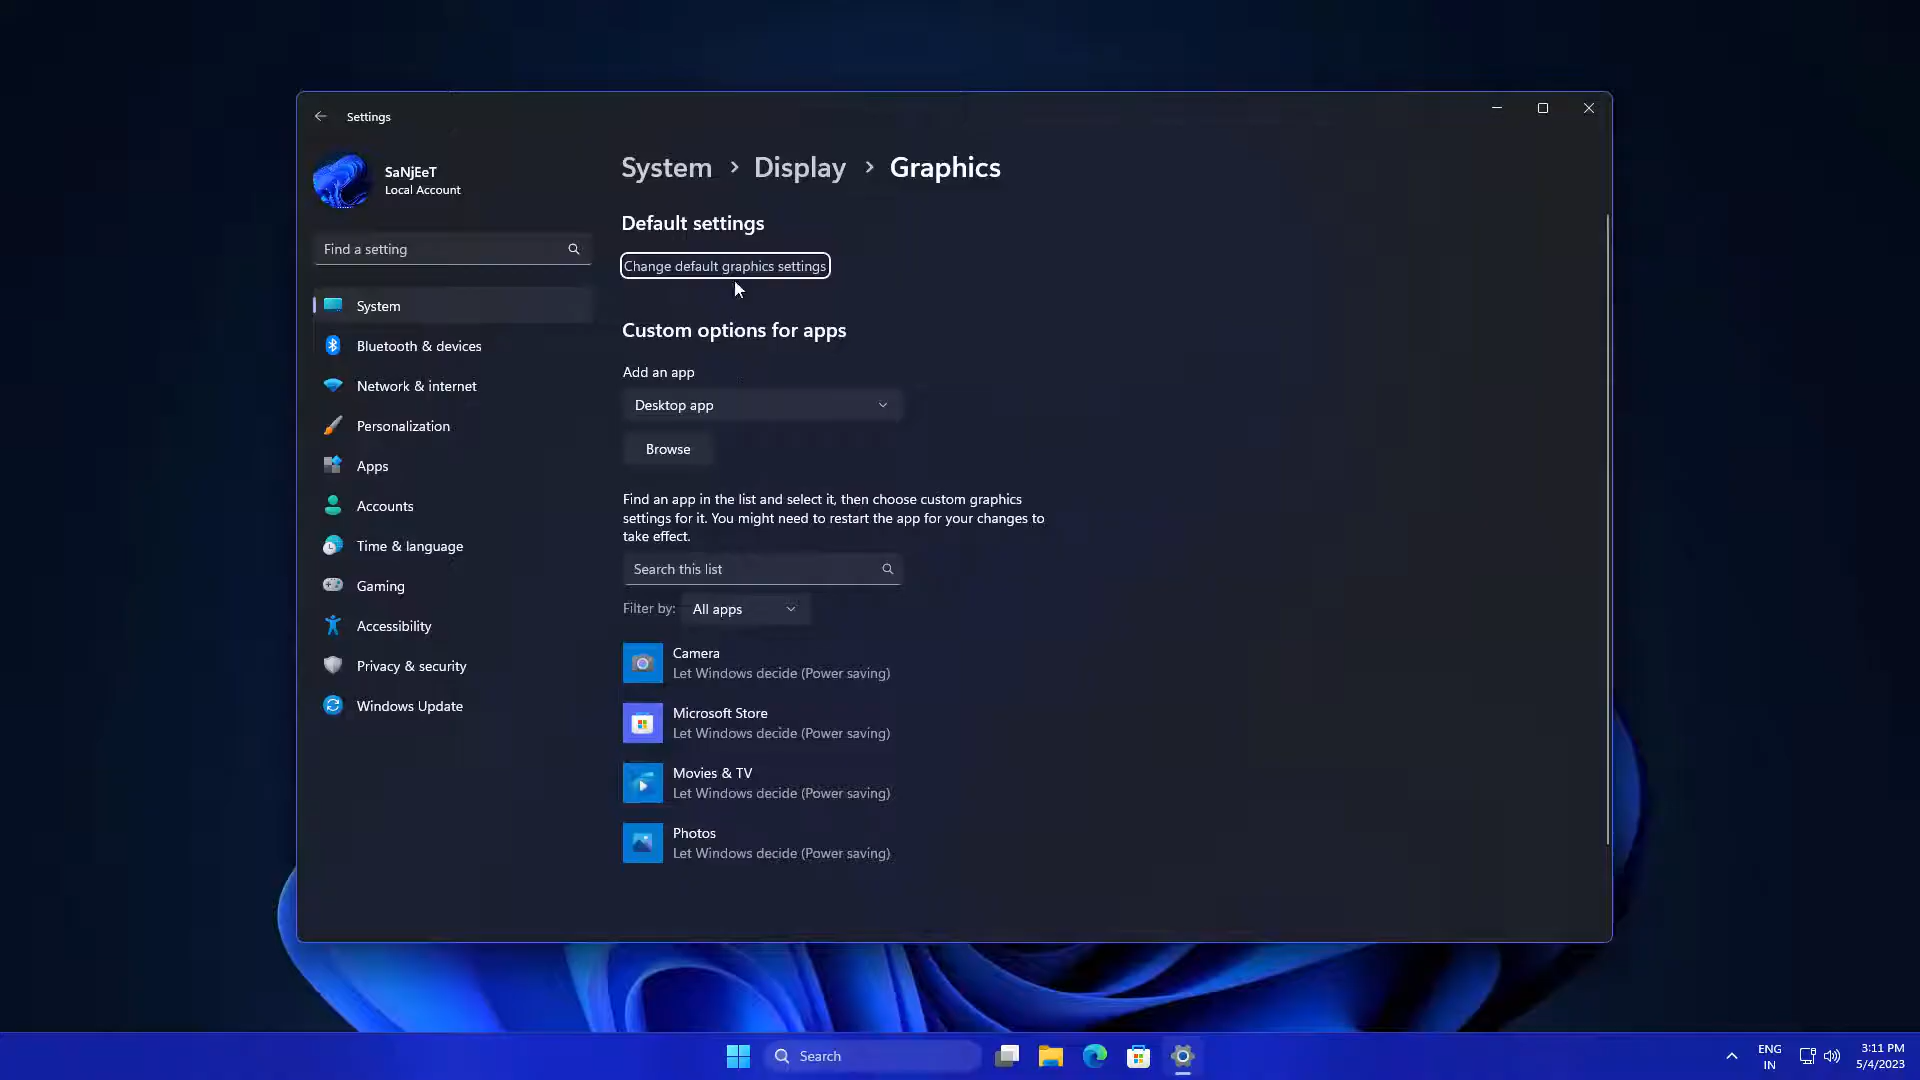 Settings
SaNjEeT
Local Account
Find a setting
System
Bluetooth & devices
Network & internet
Personalization
Apps
Accounts
Time & language
Gaming
Accessibility
Privacy & security
Windows Update
System > Display > Graphics
Default settings
Change default graphics settings
Custom options for apps
Add an app
Desktop app
Browse
Find an app in the list and select it, then choose custom graphics
settings for it. You might need to restart the app for your changes to
take effect.
Search this list
Filter by: All apps
Camera
Let Windows decide (Power saving)
Microsoft Store
Let Windows decide (Power saving)
Movies & TV
Let Windows decide (Power saving)
Photos
Let Windows decide (Power saving)
Search
ENG
IN
3:11 PM
5/4/2023